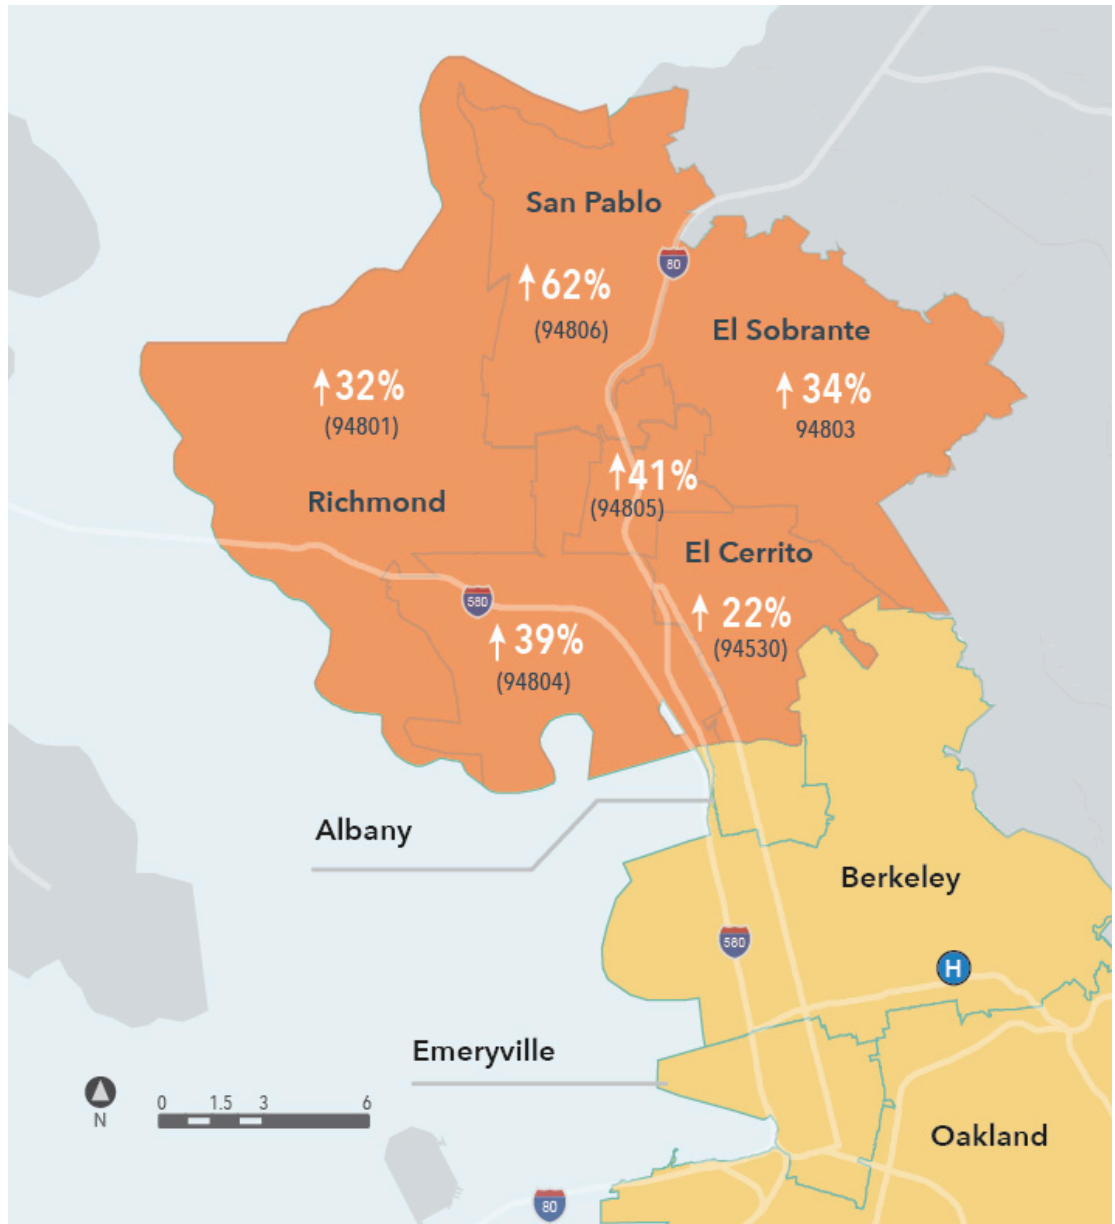 San Pablo
80
62%
(94806)
El Sobrante
34%
94803
32%
(94801)
41%
(94805)
Richmond
El Cerrito
22%
(94530)
580
39%
(94804)
Albany
Berkeley
580
H
Emeryville
N
0 1.5 3 6
Oakland
80